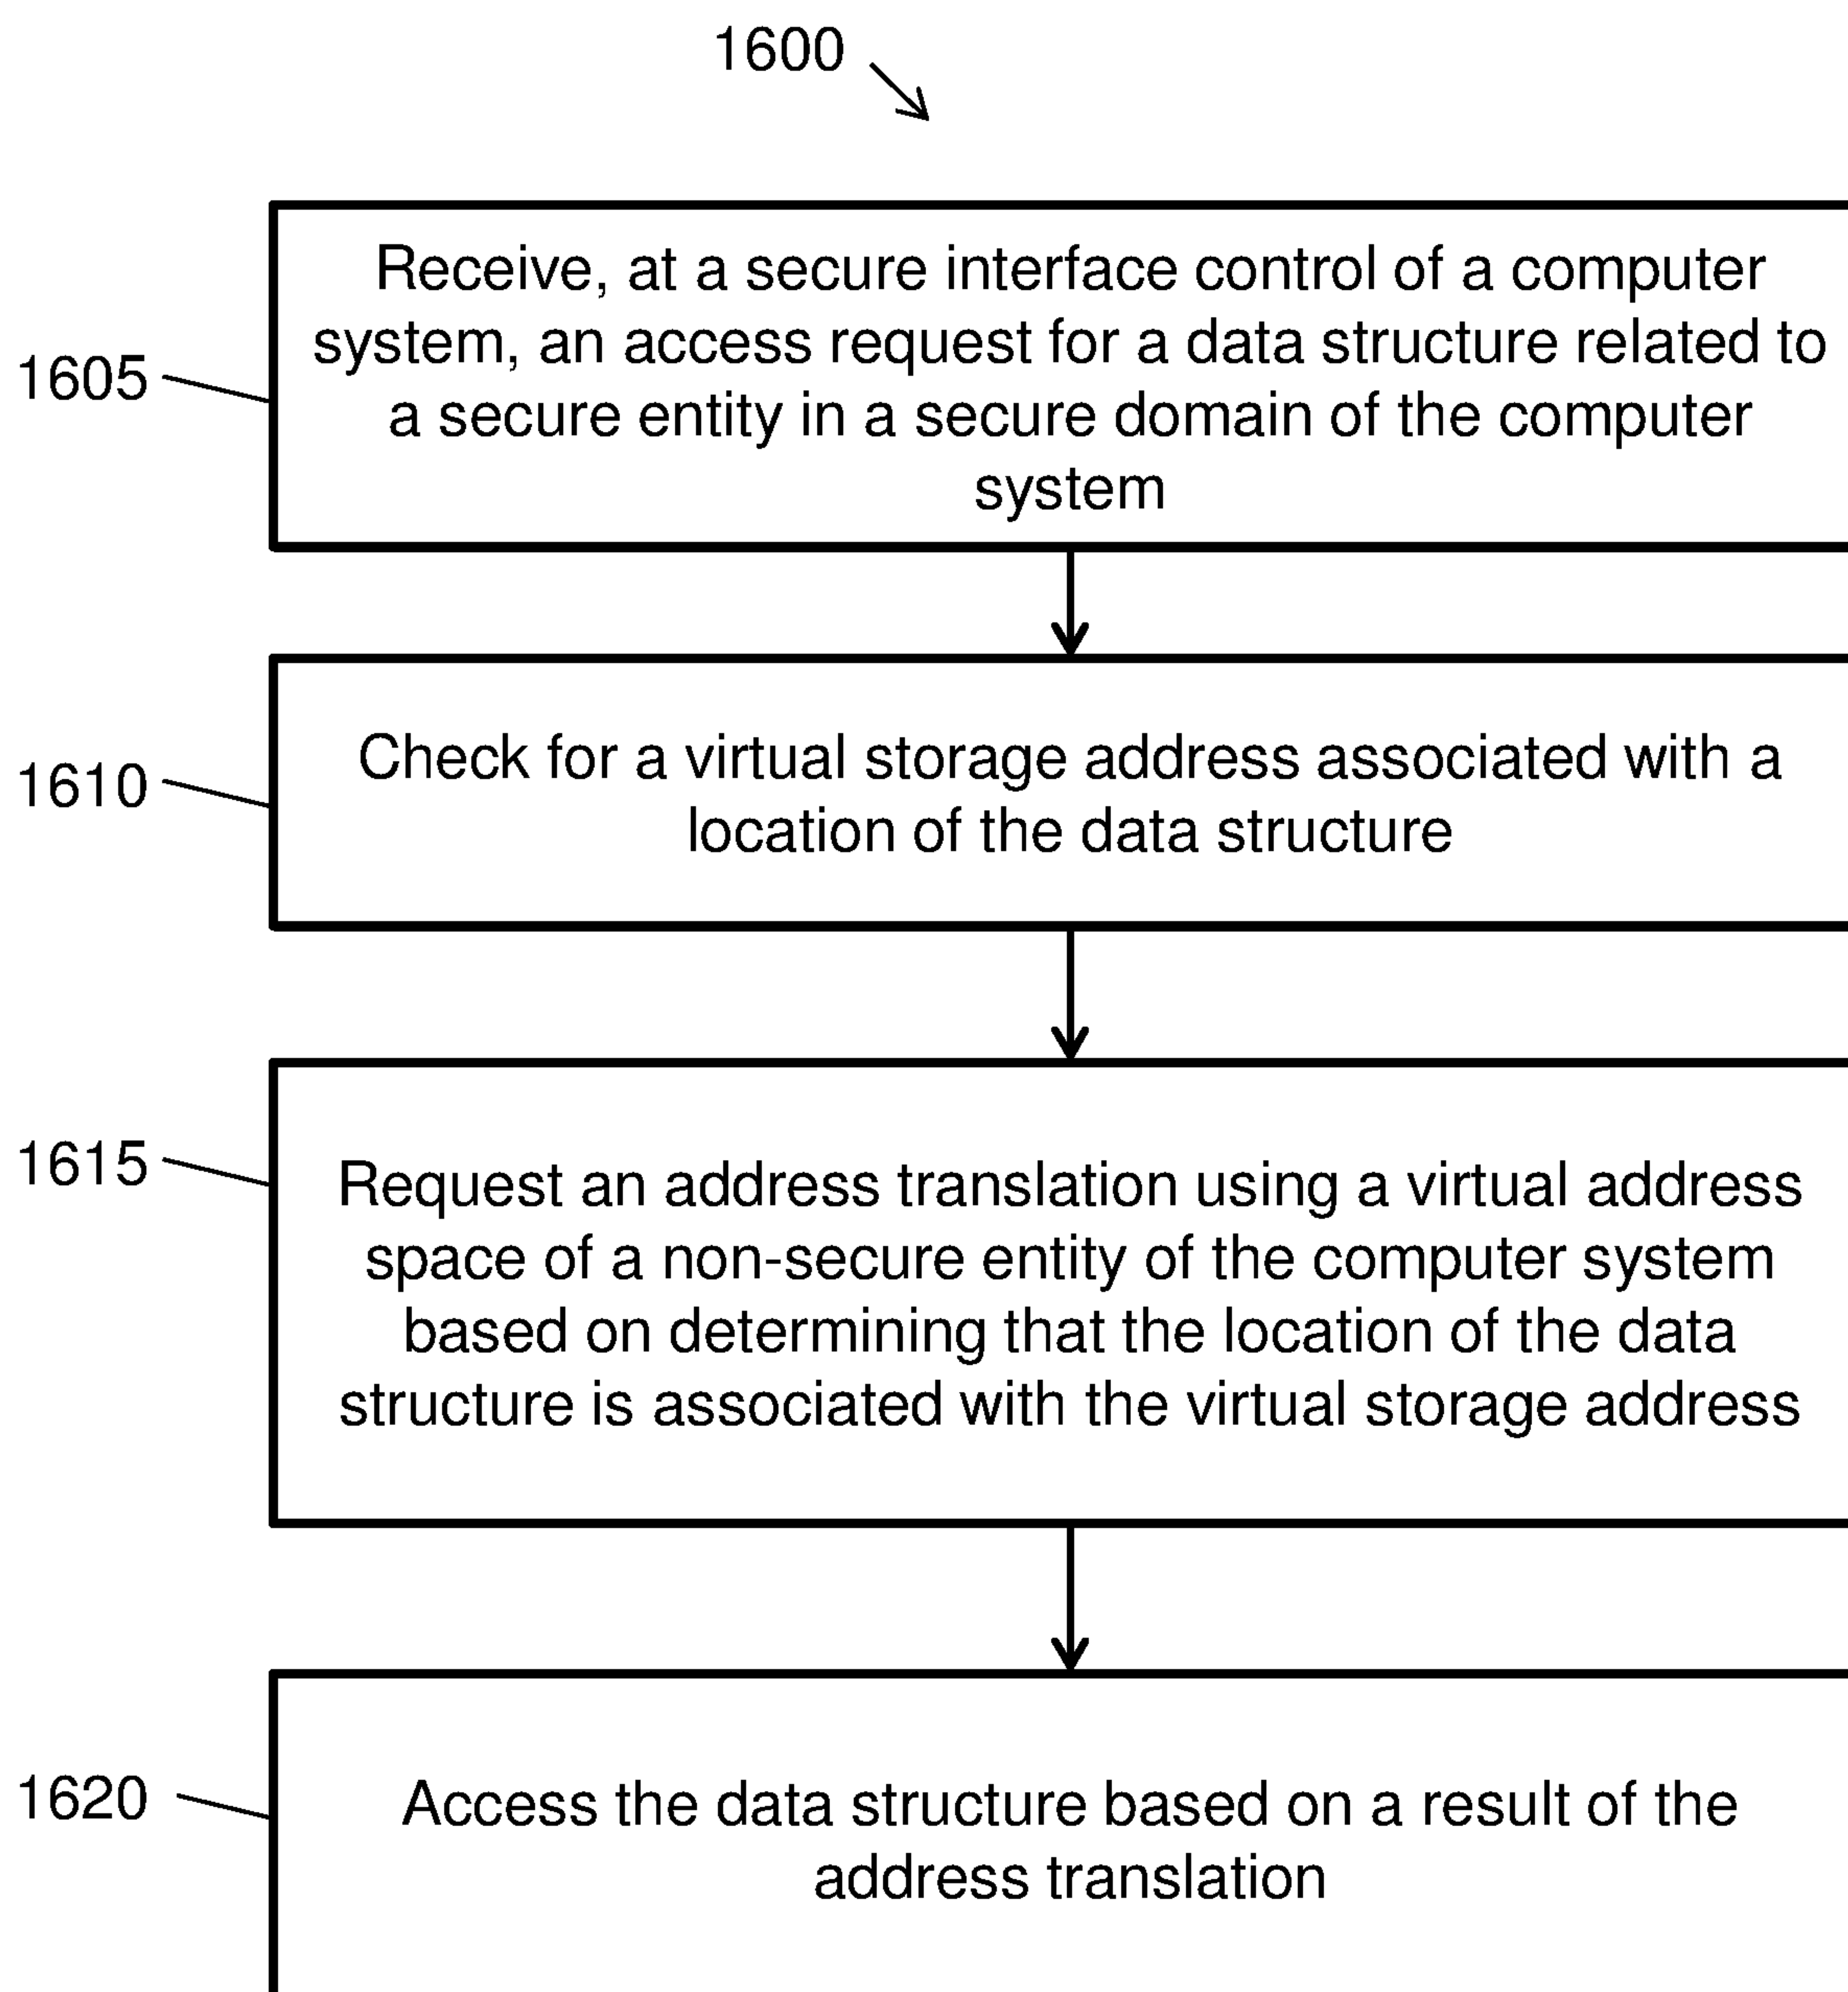 1600
Receive, at a secure interface control of a computer
system, an access request for a data structure related to
a secure entity in a secure domain of the computer
system
1605
Check for a virtual storage address associated with a
location of the data structure
1610
Request an address translation using a virtual address
space of a non-secure entity of the computer system
based on determining that the location of the data
structure is associated with the virtual storage address
1615
Access the data structure based on a result of the
address translation
1620